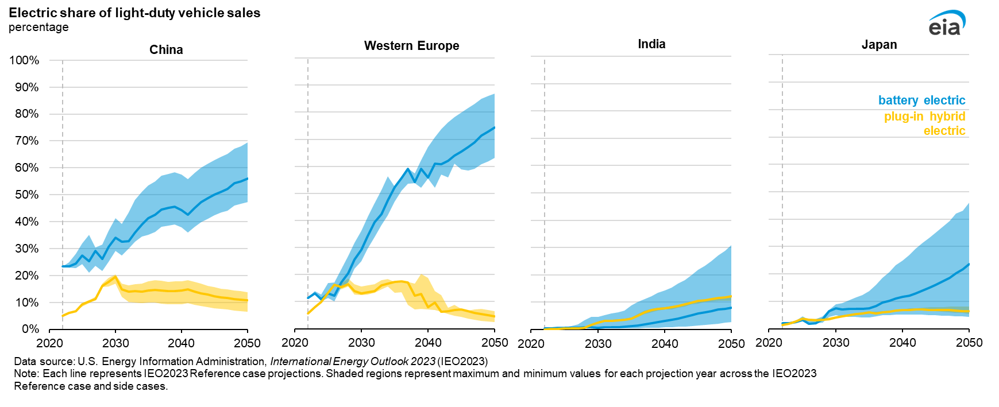 Electric share of light-duty vehicle sales
percentage
eia
China
Western Europe
India
Japan
100%
90%
80%
70%
60%
50%
40%
30%
20%
10%
0%
battery electric
plug-in hybrid
electric
2020 2030 2040 2050
2020 2030 2040 2050
2020 2030 2040 2050
2020 2030 2040 2050
Data source: U.S. Energy Information Administration, International Energy Outlook 2023 (IEO2023)
Note: Each line represents IEO2023 Reference case projections. Shaded regions represent maximum and minimum values for each projection year across the IEO2023
Reference case and side cases.